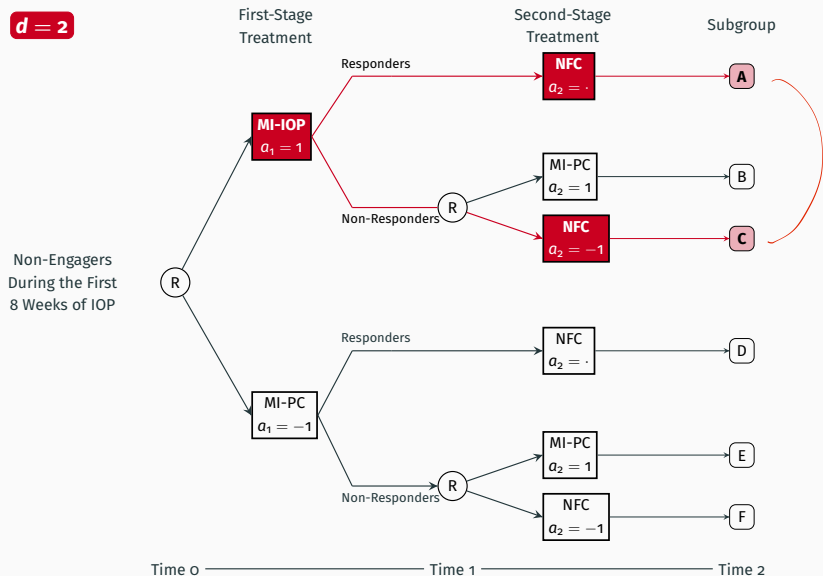 d = 2
First-Stage
Treatment
Second-Stage
Treatment
Subgroup
Responders
NFC
a₂ = ·
A
MI-IOP
a₁ = 1
MI-PC
a₂ = 1
B
Non-Responders
R
NFC
a₂ = −1
C
Non-Engagers
During the First
8 Weeks of IOP
R
Responders
NFC
a₂ = ·
D
MI-PC
a₁ = −1
MI-PC
a₂ = 1
E
Non-Responders
R
NFC
a₂ = −1
F
Time 0
Time 1
Time 2